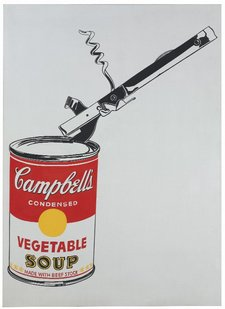 Campbell's
CONDENSED
VEGETABLE
SOUP
MADE WITH BEEF STOCK